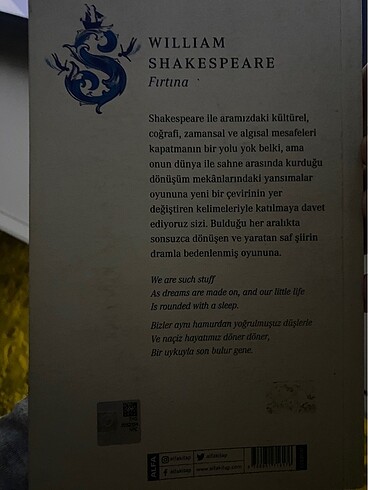 WILLIAM
SHAKESPEARE
Fırtına
Shakespeare ile aramızdaki kültürel,
coğrafi, zamansal ve algısal mesafeleri
kapatmanın bir yolu yok belki, ama
onun dünya ile sahne arasında kurduğu
dönüşüm mekânlarındaki yansımalar
oyununa yeni bir çevirinin yer
değiştiren kelimeleriyle katılmaya davet
ediyoruz sizi. Bulduğu her aralıkta
sonsuzca dönüşen ve yaratan saf şiirin
dramla bedenlenmiş oyununa.
We are such stuff
As dreams are made on, and our little life
Is rounded with a sleep.
Bizler aynı hamurdan yoğrulmuşuz düşlerle
Ve naçiz hayatımız döner döner,
Bir uykuyla son bulur gene.
ALFA